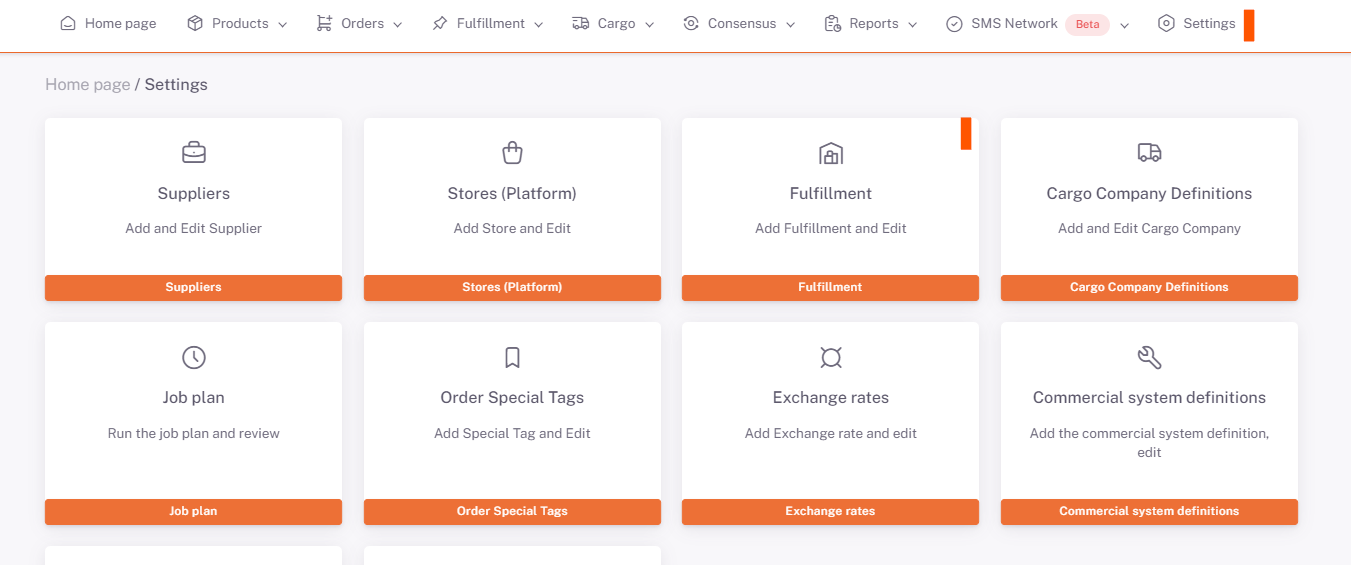 Home page Products Orders Fulfillment Cargo Consensus Reports SMS Network Beta Settings
Home page / Settings
Suppliers
Add and Edit Supplier
Suppliers
Stores (Platform)
Add Store and Edit
Stores (Platform)
Fulfillment
Add Fulfillment and Edit
Fulfillment
Cargo Company Definitions
Add and Edit Cargo Company
Cargo Company Definitions
Job plan
Run the job plan and review
Job plan
Order Special Tags
Add Special Tag and Edit
Order Special Tags
Exchange rates
Add Exchange rate and edit
Exchange rates
Commercial system definitions
Add the commercial system definition,
edit
Commercial system definitions